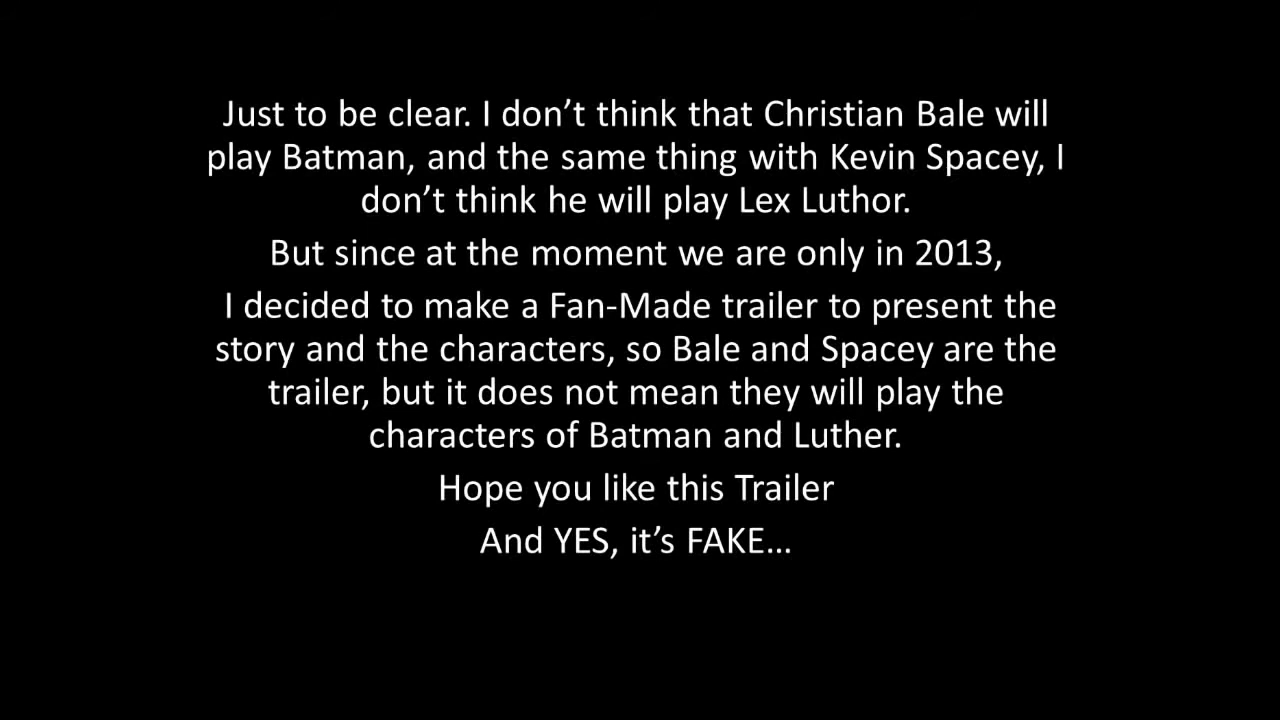 Just to be clear. I don’t think that Christian Bale will
play Batman, and the same thing with Kevin Spacey, I
don’t think he will play Lex Luthor.
But since at the moment we are only in 2013,
I decided to make a Fan-Made trailer to present the
story and the characters, so Bale and Spacey are the
trailer, but it does not mean they will play the
characters of Batman and Luther.
Hope you like this Trailer
And YES, it’s FAKE…